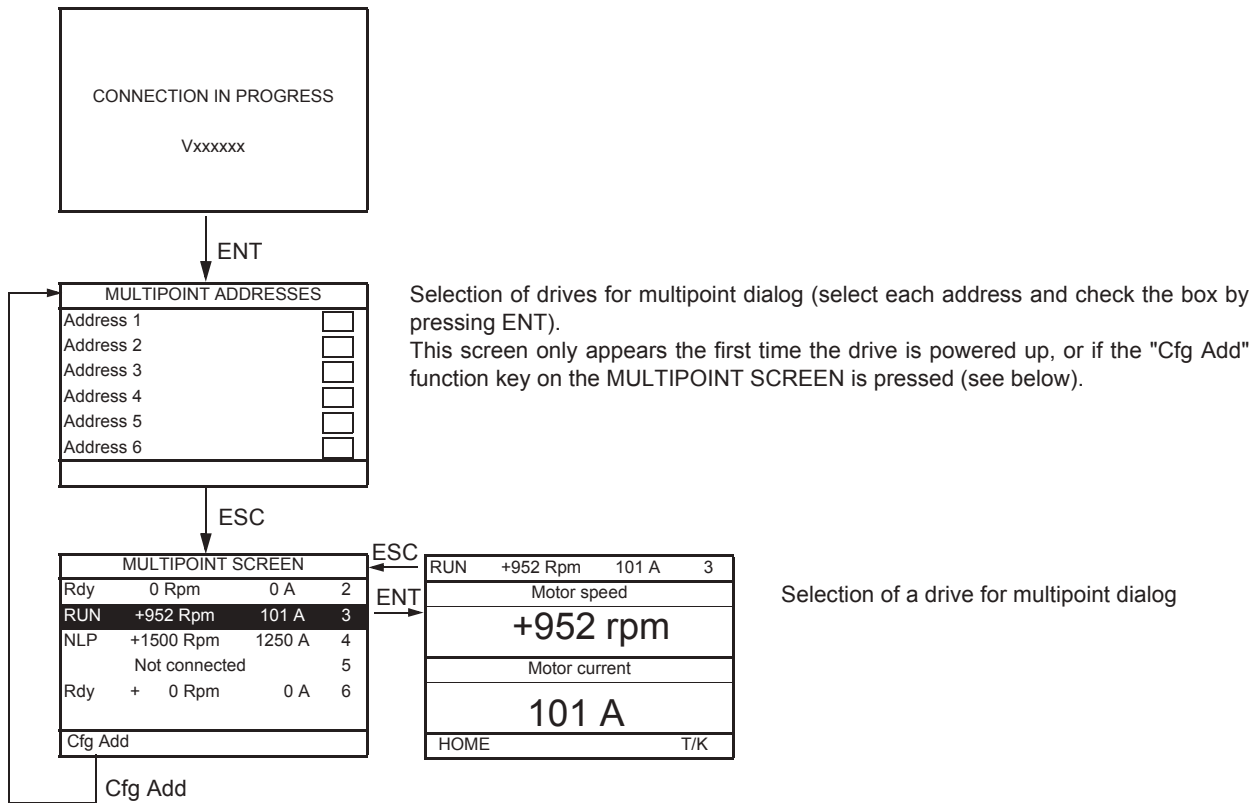 CONNECTION IN PROGRESS
Vxxxxxx
ENT
MULTIPOINT ADDRESSES
Address 1
Address 2
Address 3
Address 4
Address 5
Address 6
Selection of drives for multipoint dialog (select each address and check the box by
pressing ENT).
This screen only appears the first time the drive is powered up, or if the "Cfg Add"
function key on the MULTIPOINT SCREEN is pressed (see below).
ESC
MULTIPOINT SCREEN
Rdy 0 Rpm 0 A 2
RUN +952 Rpm 101 A 3
NLP +1500 Rpm 1250 A 4
Not connected 5
Rdy + 0 Rpm 0 A 6
Cfg Add
ESC
ENT
RUN +952 Rpm 101 A 3
Motor speed
+952 rpm
Motor current
101 A
HOME T/K
Selection of a drive for multipoint dialog
Cfg Add